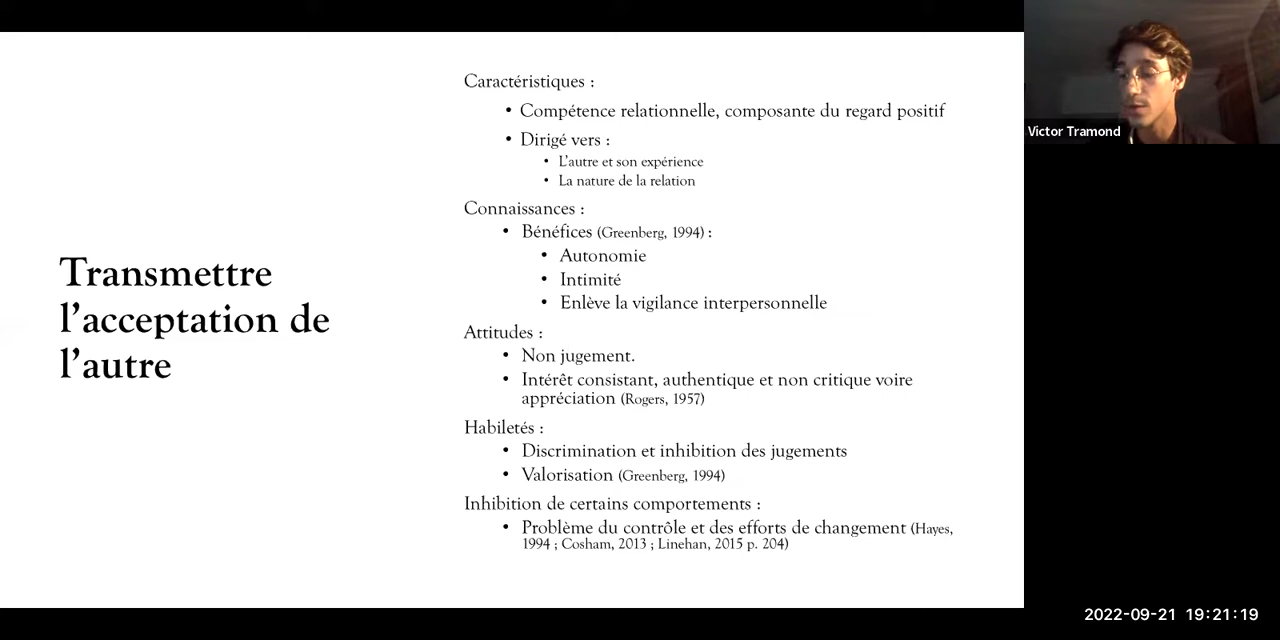 Transmettre
l’acceptation de
l’autre
Caractéristiques :
• Compétence relationnelle, composante du regard positif
• Dirigé vers :
• L’autre et son expérience
• La nature de la relation
Connaissances :
• Bénéfices (Greenberg, 1994) :
• Autonomie
• Intimité
• Enlève la vigilance interpersonnelle
Attitudes :
• Non jugement.
• Intérêt consistant, authentique et non critique voire
appréciation (Rogers, 1957)
Habiletés :
• Discrimination et inhibition des jugements
• Valorisation (Greenberg, 1994)
Inhibition de certains comportements :
• Problème du contrôle et des efforts de changement (Hayes,
1994 ; Cosham, 2013 ; Linehan, 2015 p. 204)
Victor Tramond
2022-09-21 19:21:19